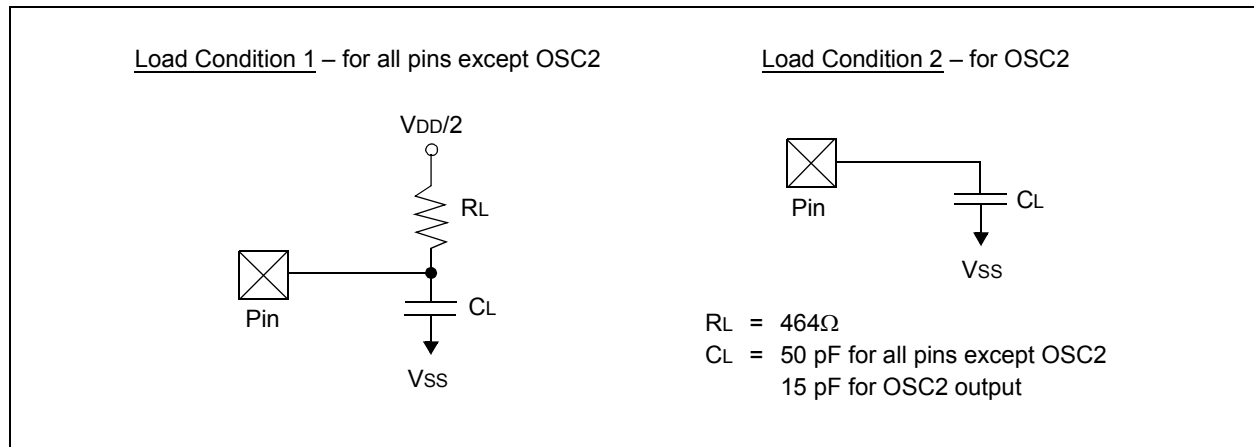 Load Condition 1 – for all pins except OSC2
VDD/2
RL
Pin
CL
VSS
Load Condition 2 – for OSC2
Pin
CL
VSS
RL = 464Ω
CL = 50 pF for all pins except OSC2
15 pF for OSC2 output